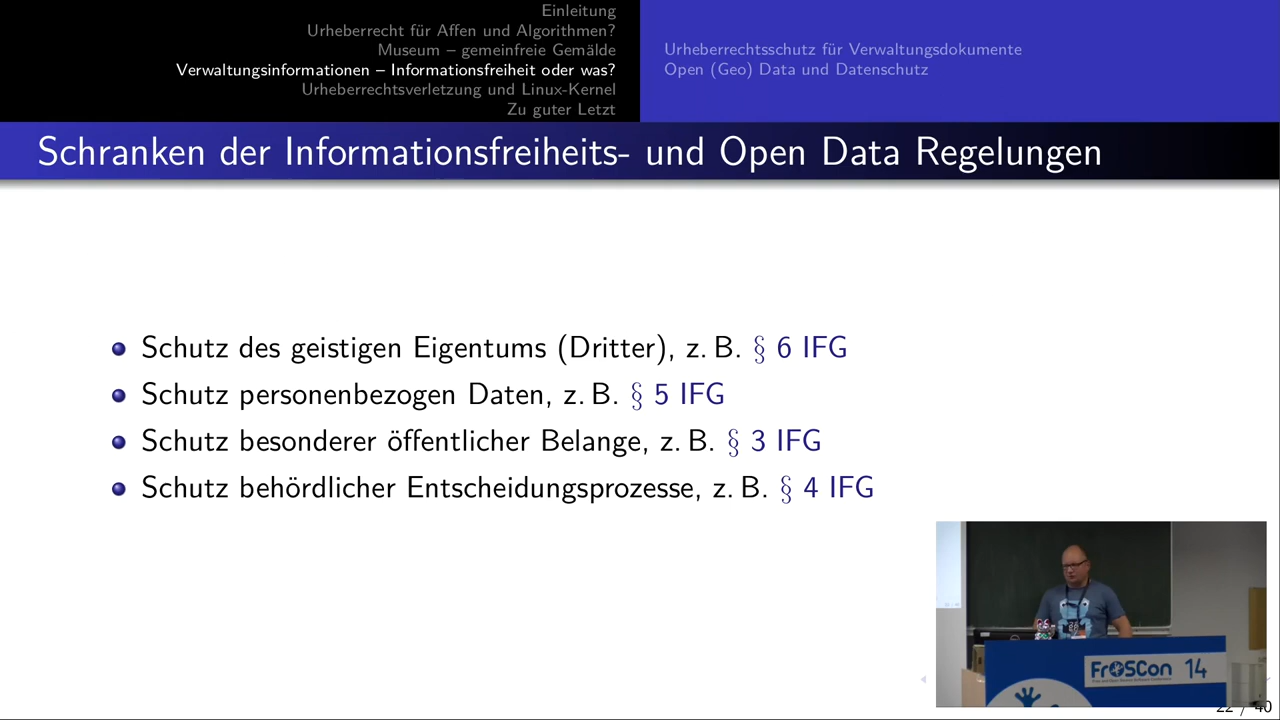 Einleitung
Urheberrecht für Affen und Algorithmen?
Museum – gemeinfreie Gemälde
Verwaltungsinformationen – Informationsfreiheit oder was?
Urheberrechtsverletzung und Linux-Kernel
Zu guter Letzt
Urheberrechtsschutz für Verwaltungsdokumente
Open (Geo) Data und Datenschutz
Schranken der Informationsfreiheits- und Open Data Regelungen
Schutz des geistigen Eigentums (Dritter), z. B. § 6 IFG
Schutz personenbezogen Daten, z. B. § 5 IFG
Schutz besonderer öffentlicher Belange, z. B. § 3 IFG
Schutz behördlicher Entscheidungsprozesse, z. B. § 4 IFG
FrOSCon 14
22 / 40